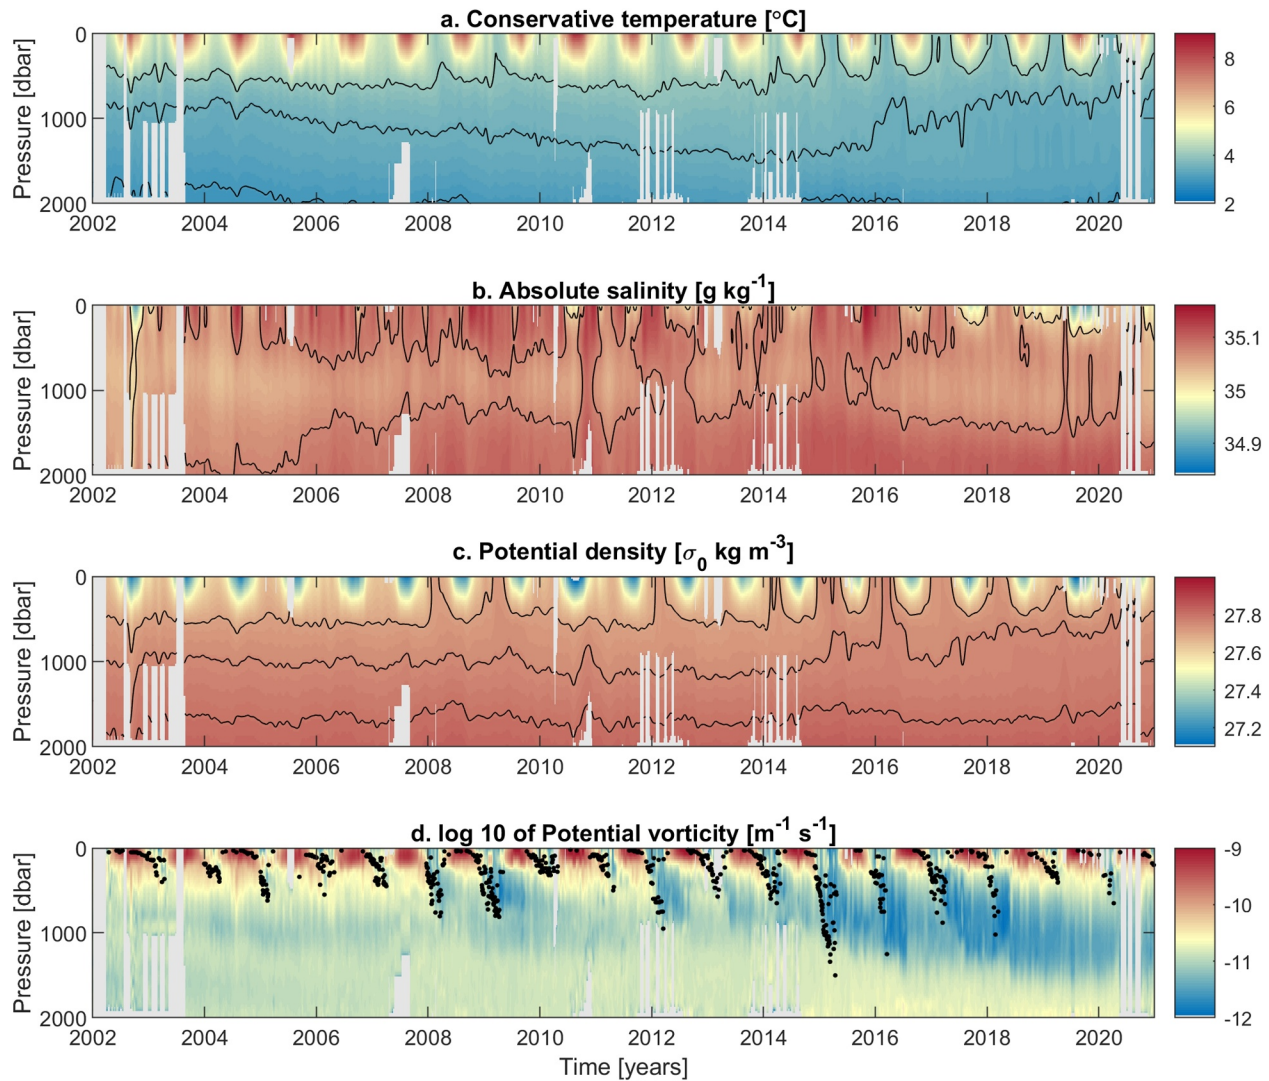 a. Conservative temperature [°C]
Pressure [dbar]
0
1000
2000
2002 2004 2006 2008 2010 2012 2014 2016 2018 2020
8
6
4
2
b. Absolute salinity [g kg-1]
Pressure [dbar]
0
1000
2000
2002 2004 2006 2008 2010 2012 2014 2016 2018 2020
35.1
35
34.9
c. Potential density [σ0 kg m-3]
Pressure [dbar]
0
1000
2000
2002 2004 2006 2008 2010 2012 2014 2016 2018 2020
27.8
27.6
27.4
27.2
d. log 10 of Potential vorticity [m-1 s-1]
Pressure [dbar]
0
1000
2000
2002 2004 2006 2008 2010 2012 2014 2016 2018 2020
-9
-10
-11
-12
Time [years]